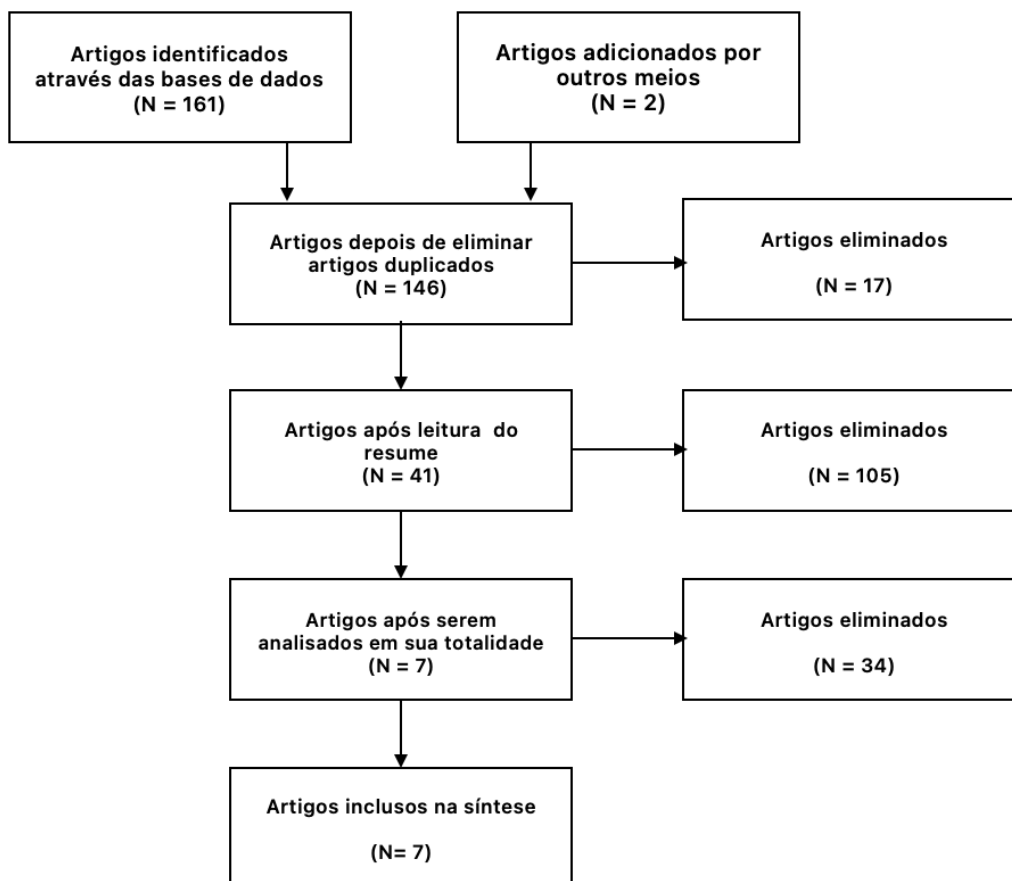 Artigos identificados
através das bases de dados
(N = 161)
Artigos adicionados por
outros meios
(N = 2)
Artigos depois de eliminar
artigos duplicados
(N = 146)
Artigos eliminados
(N = 17)
Artigos após leitura do
resume
(N = 41)
Artigos eliminados
(N = 105)
Artigos após serem
analisados em sua totalidade
(N = 7)
Artigos eliminados
(N = 34)
Artigos inclusos na síntese
(N= 7)